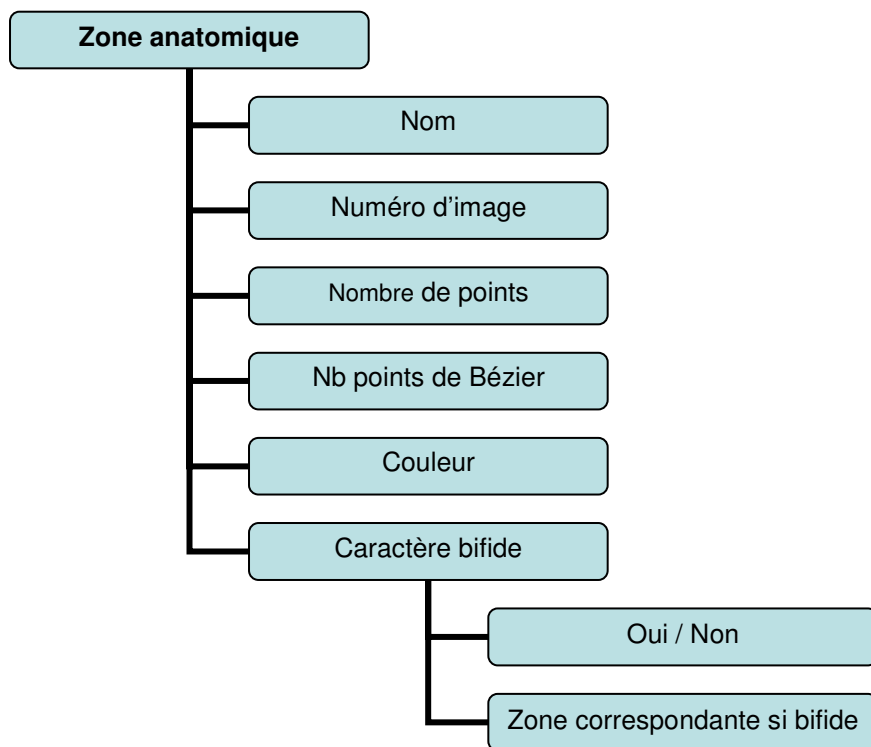 Zone anatomique
Nom
Numéro d’image
Nombre de points
Nb points de Bézier
Couleur
Caractère bifide
Oui / Non
Zone correspondante si bifide